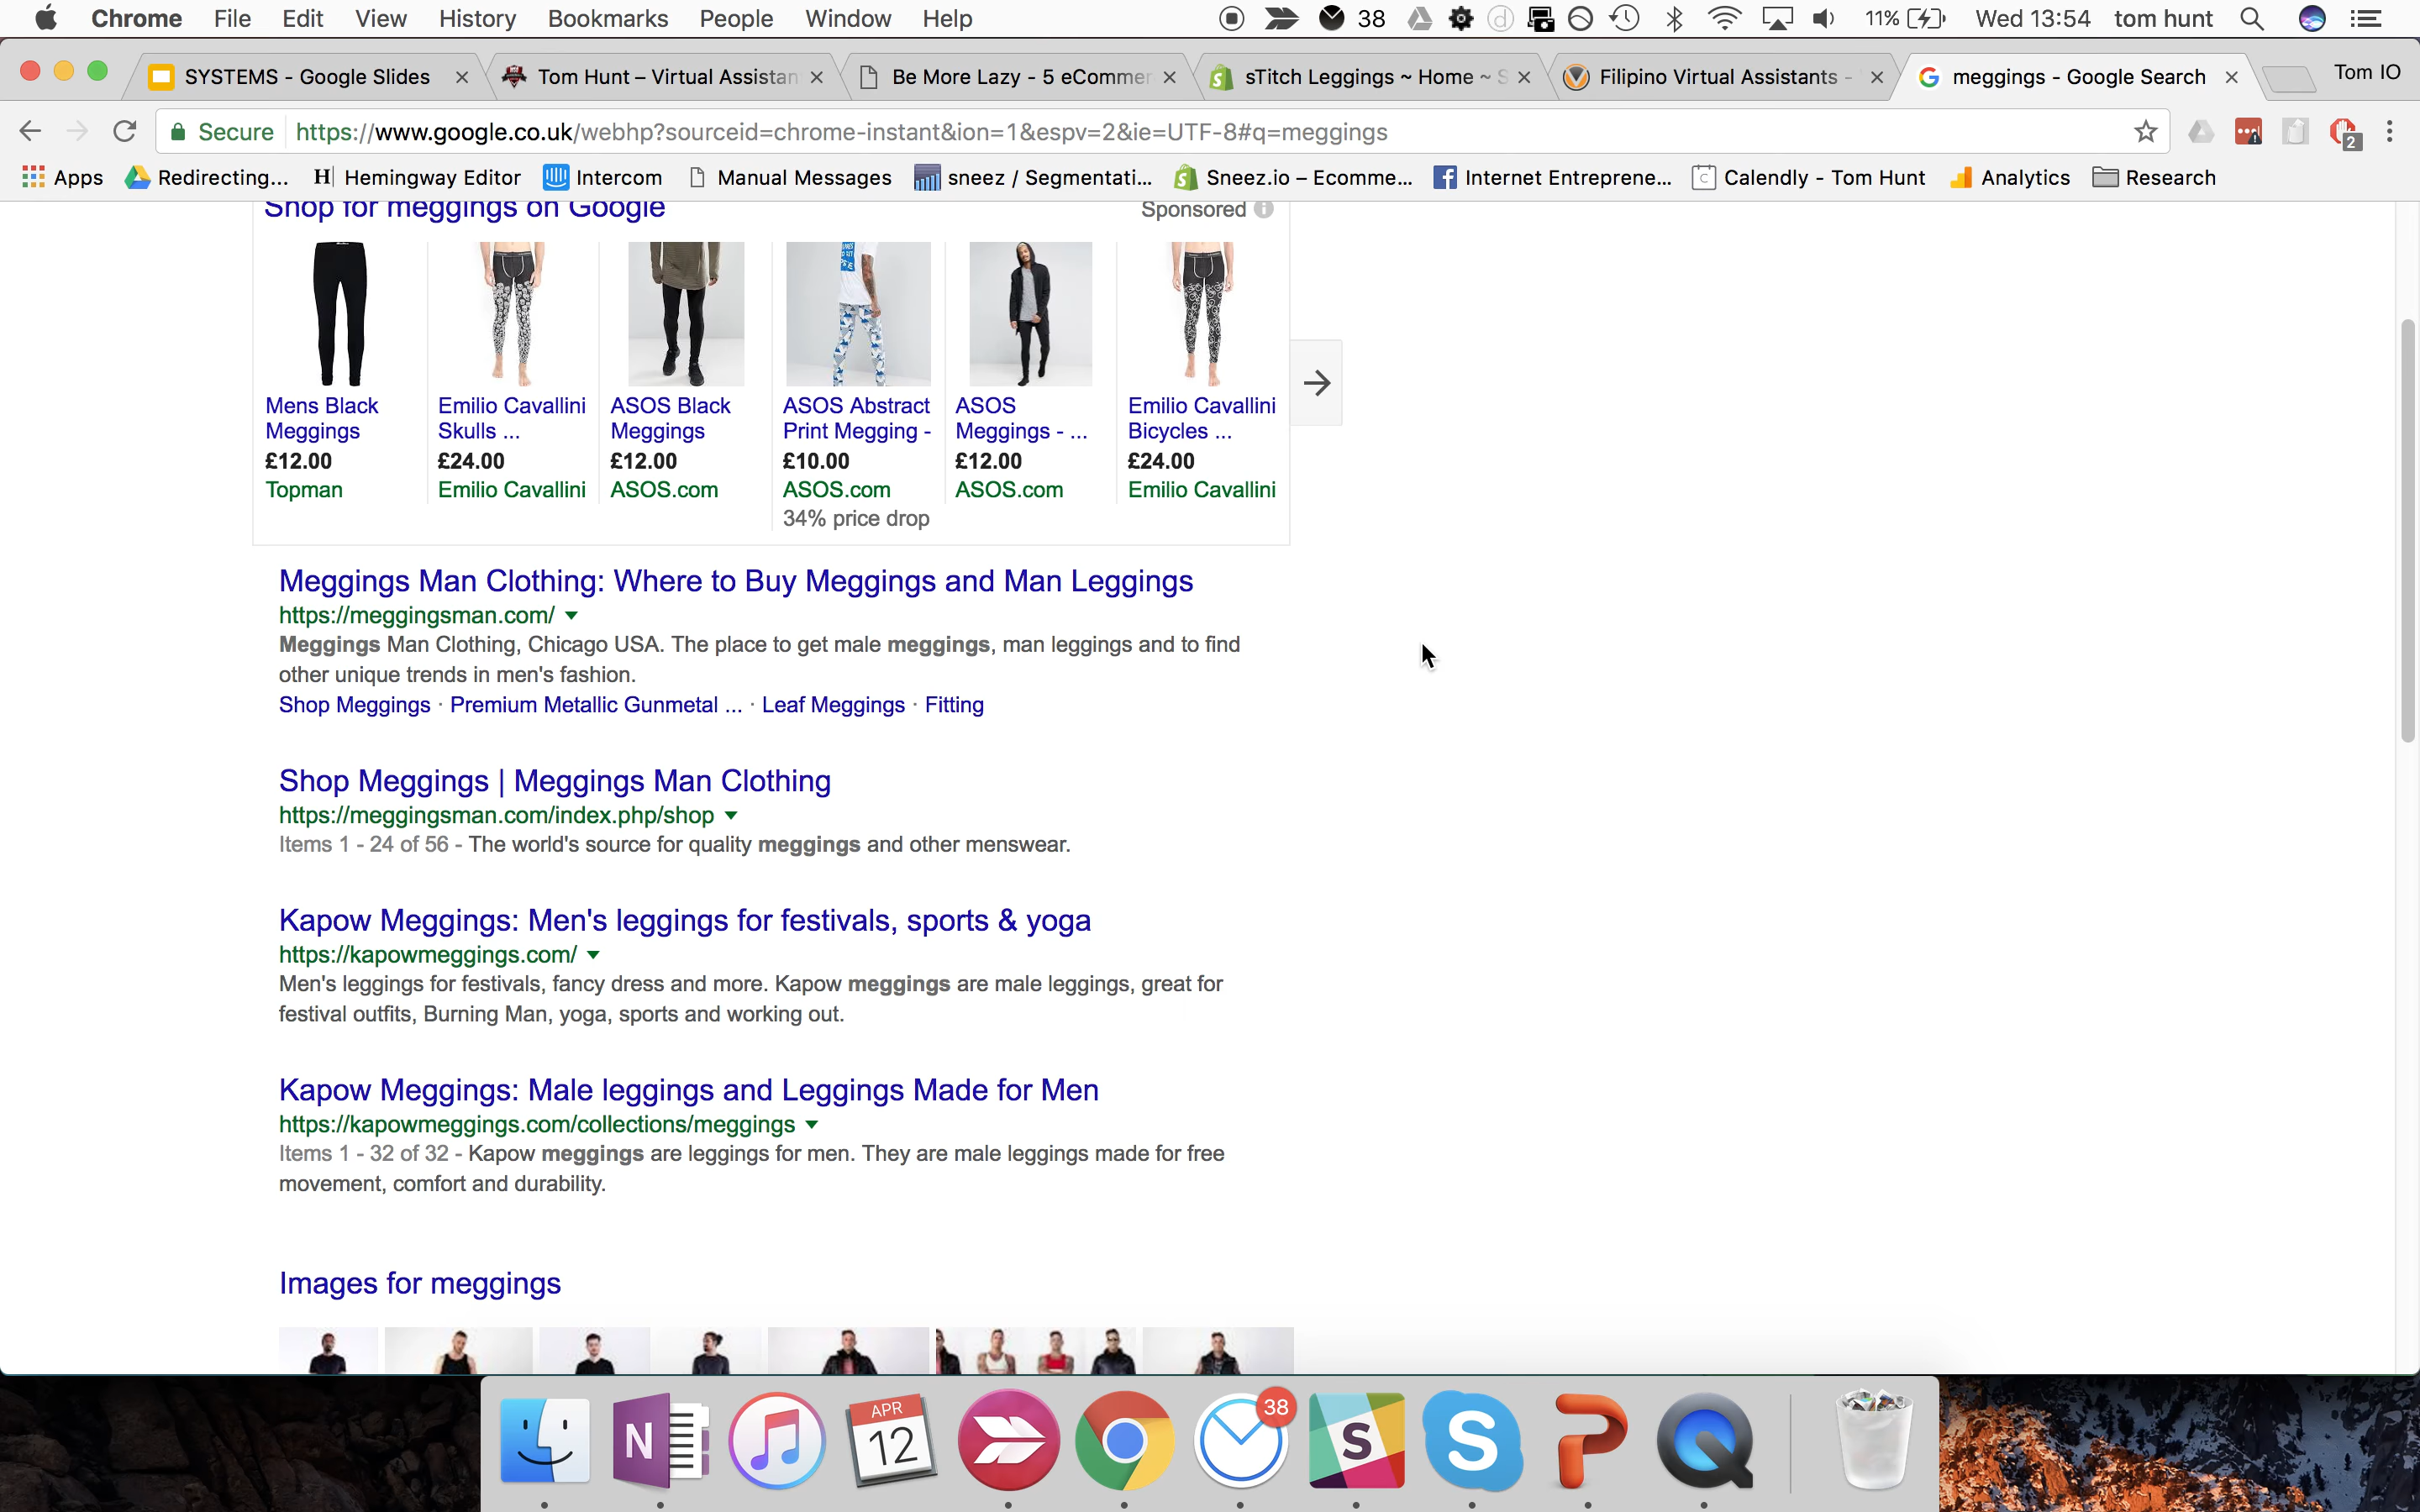 Chrome File Edit View History Bookmarks People Window Help 38 11% Wed 13:54 tom hunt
SYSTEMS - Google Slides
Tom Hunt – Virtual Assistan
Be More Lazy - 5 eCommer
sTitch Leggings ~ Home ~ S
Filipino Virtual Assistants -
meggings - Google Search
Tom IO
Secure https://www.google.co.uk/webhp?sourceid=chrome-instant&ion=1&espv=2&ie=UTF-8#q=meggings
2
Apps Redirecting... Hemingway Editor Intercom Manual Messages sneez / Segmentati... Sneez.io – Ecomme... Internet Entreprene... Calendly - Tom Hunt Analytics Research
Shop for meggings on Google Sponsored
Mens Black
Meggings
£12.00
Topman
Emilio Cavallini
Skulls ...
£24.00
Emilio Cavallini
ASOS Black
Meggings
£12.00
ASOS.com
ASOS Abstract
Print Megging -
£10.00
ASOS.com
34% price drop
ASOS
Meggings - ...
£12.00
ASOS.com
Emilio Cavallini
Bicycles ...
£24.00
Emilio Cavallini
Meggings Man Clothing: Where to Buy Meggings and Man Leggings
https://meggingsman.com/
Meggings Man Clothing, Chicago USA. The place to get male meggings, man leggings and to find
other unique trends in men's fashion.
Shop Meggings · Premium Metallic Gunmetal ... · Leaf Meggings · Fitting
Shop Meggings | Meggings Man Clothing
https://meggingsman.com/index.php/shop
Items 1 - 24 of 56 - The world's source for quality meggings and other menswear.
Kapow Meggings: Men's leggings for festivals, sports & yoga
https://kapowmeggings.com/
Men's leggings for festivals, fancy dress and more. Kapow meggings are male leggings, great for
festival outfits, Burning Man, yoga, sports and working out.
Kapow Meggings: Male leggings and Leggings Made for Men
https://kapowmeggings.com/collections/meggings
Items 1 - 32 of 32 - Kapow meggings are leggings for men. They are male leggings made for free
movement, comfort and durability.
Images for meggings
N
APR
12
38
S
S